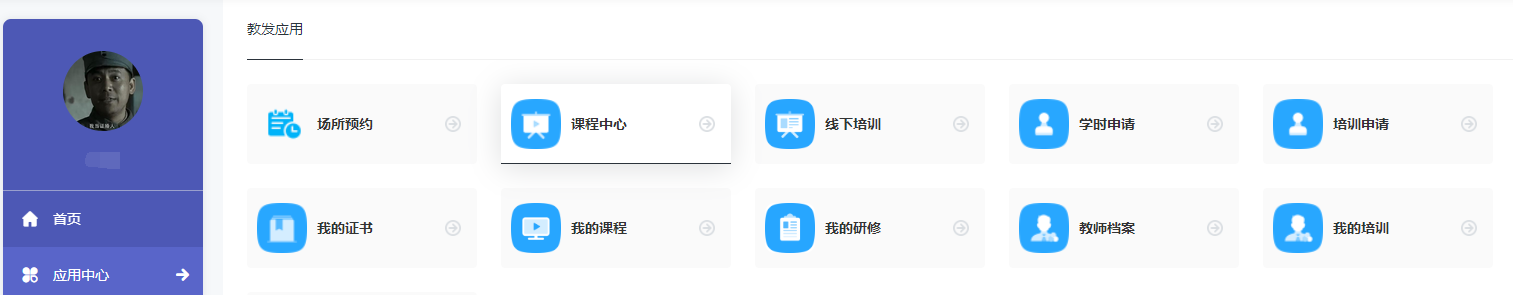 教发应用
场所预约
课程中心
线下培训
学时申请
培训申请
我的证书
我的课程
我的研修
教师档案
我的培训
首页
应用中心